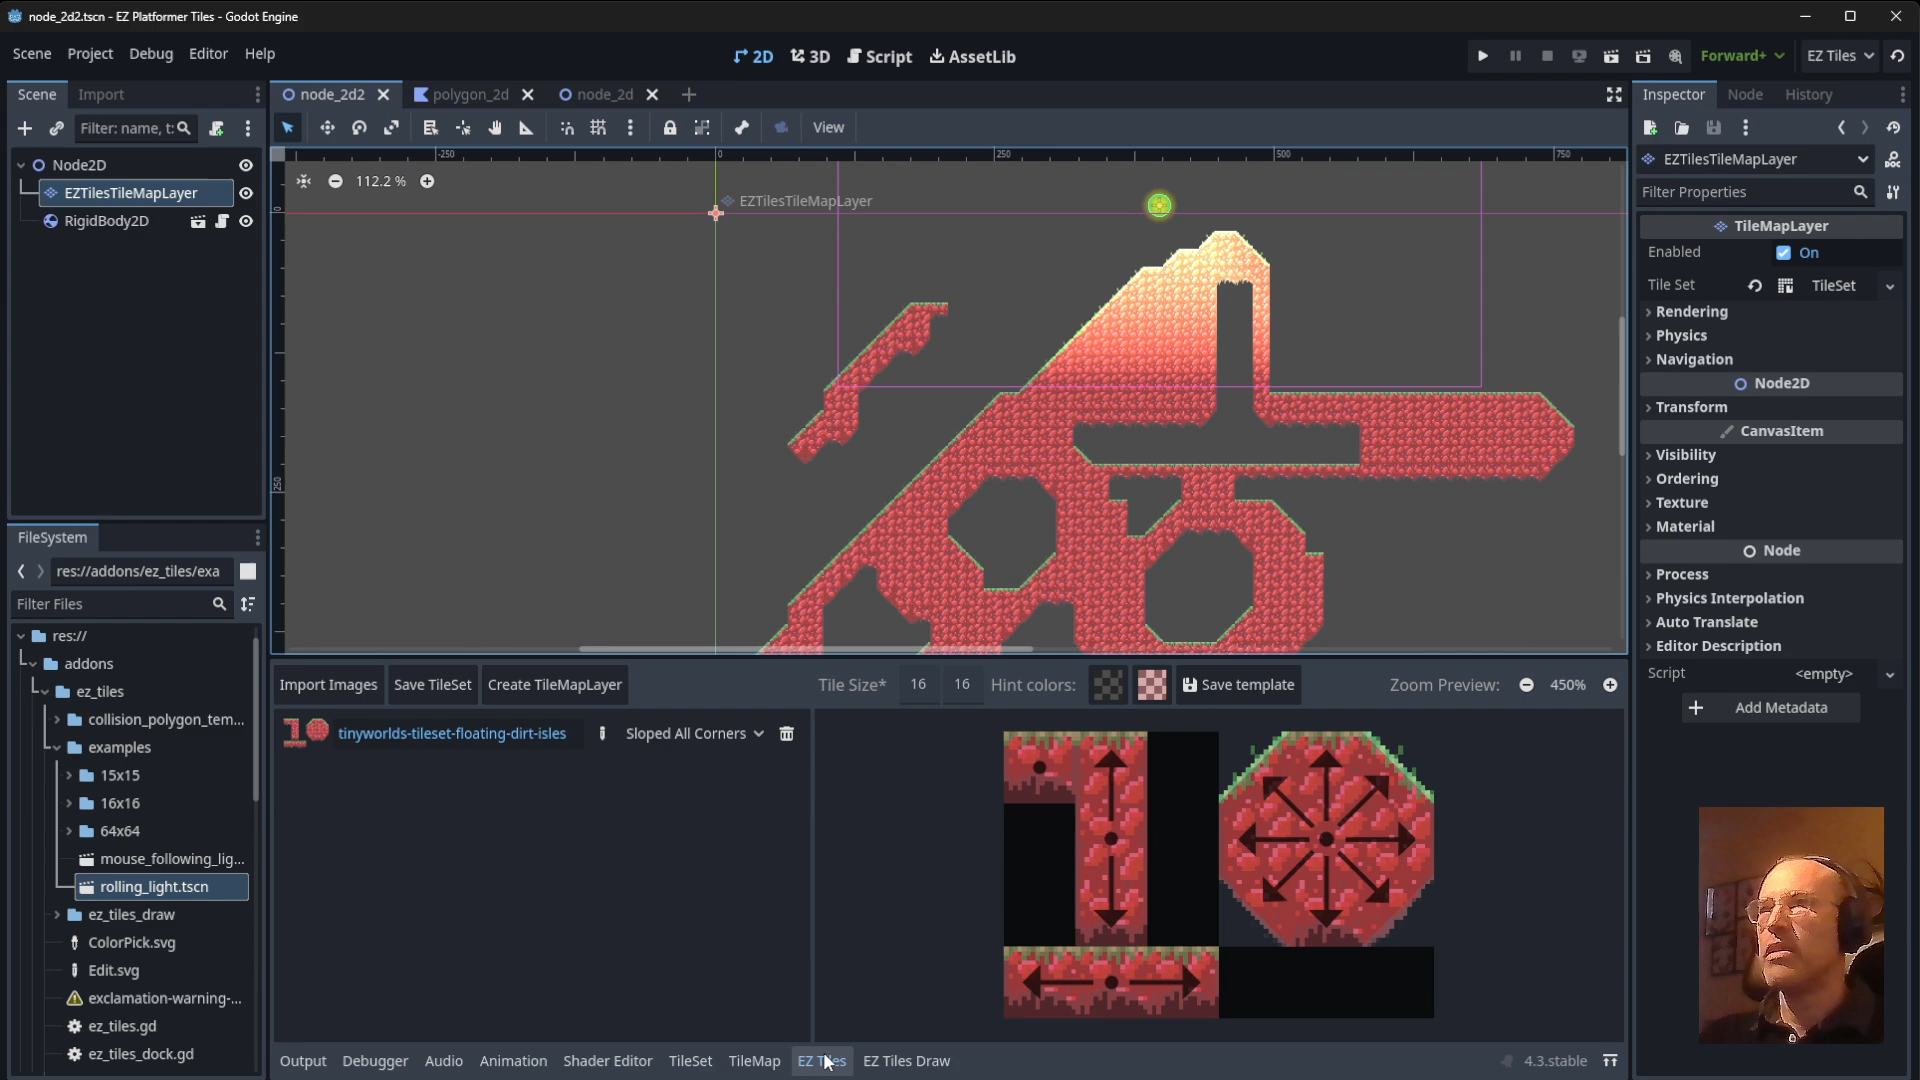 node_2d2.tscn - EZ Platformer Tiles - Godot Engine
Scene Project Debug Editor Help
2D 3D Script AssetLib
Forward+ EZ Tiles
Scene Import
node_2d2 polygon_2d node_2d
Inspector Node History
Filter: name, t:
View
Node2D
EZTilesTileMapLayer
RigidBody2D
-250 0 250 500 750
112.2 %
EZTilesTileMapLayer
0
250
EZTilesTileMapLayer
Filter Properties
TileMapLayer
Enabled On
Tile Set TileSet
Rendering
Physics
Navigation
Node2D
Transform
CanvasItem
Visibility
Ordering
Texture
Material
Node
Process
Physics Interpolation
Auto Translate
Editor Description
Script <empty>
Add Metadata
FileSystem
res://addons/ez_tiles/exa
Filter Files
res://
addons
ez_tiles
collision_polygon_tem...
examples
15x15
16x16
64x64
mouse_following_lig...
rolling_light.tscn
ez_tiles_draw
ColorPick.svg
Edit.svg
exclamation-warning-...
ez_tiles.gd
ez_tiles_dock.gd
Import Images Save TileSet Create TileMapLayer
Tile Size* 16 16 Hint colors: Save template
Zoom Preview: 450%
tinyworlds-tileset-floating-dirt-isles Sloped All Corners
Output Debugger Audio Animation Shader Editor TileSet TileMap EZ Tiles EZ Tiles Draw
4.3.stable